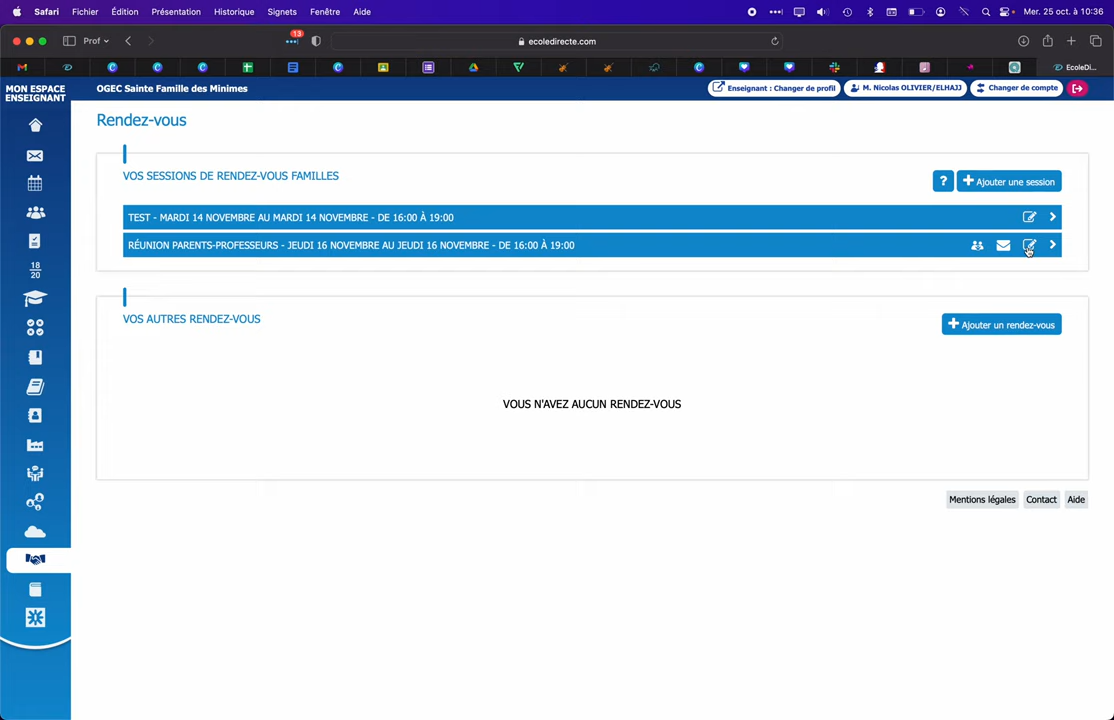 Safari Fichier Édition Présentation Historique Signets Fenêtre Aide Mer. 25 oct. à 10:36
Prof
13
ecoledirecte.com
EcoleDi...
MON ESPACE
ENSEIGNANT
OGEC Sainte Famille des Minimes
Enseignant : Changer de profil
M. Nicolas OLIVIER/ELHAJJ
Changer de compte
Rendez-vous
VOS SESSIONS DE RENDEZ-VOUS FAMILLES
? Ajouter une session
TEST - MARDI 14 NOVEMBRE AU MARDI 14 NOVEMBRE - DE 16:00 À 19:00
RÉUNION PARENTS-PROFESSEURS - JEUDI 16 NOVEMBRE AU JEUDI 16 NOVEMBRE - DE 16:00 À 19:00
18
20
VOS AUTRES RENDEZ-VOUS
Ajouter un rendez-vous
VOUS N'AVEZ AUCUN RENDEZ-VOUS
Mentions légales Contact Aide